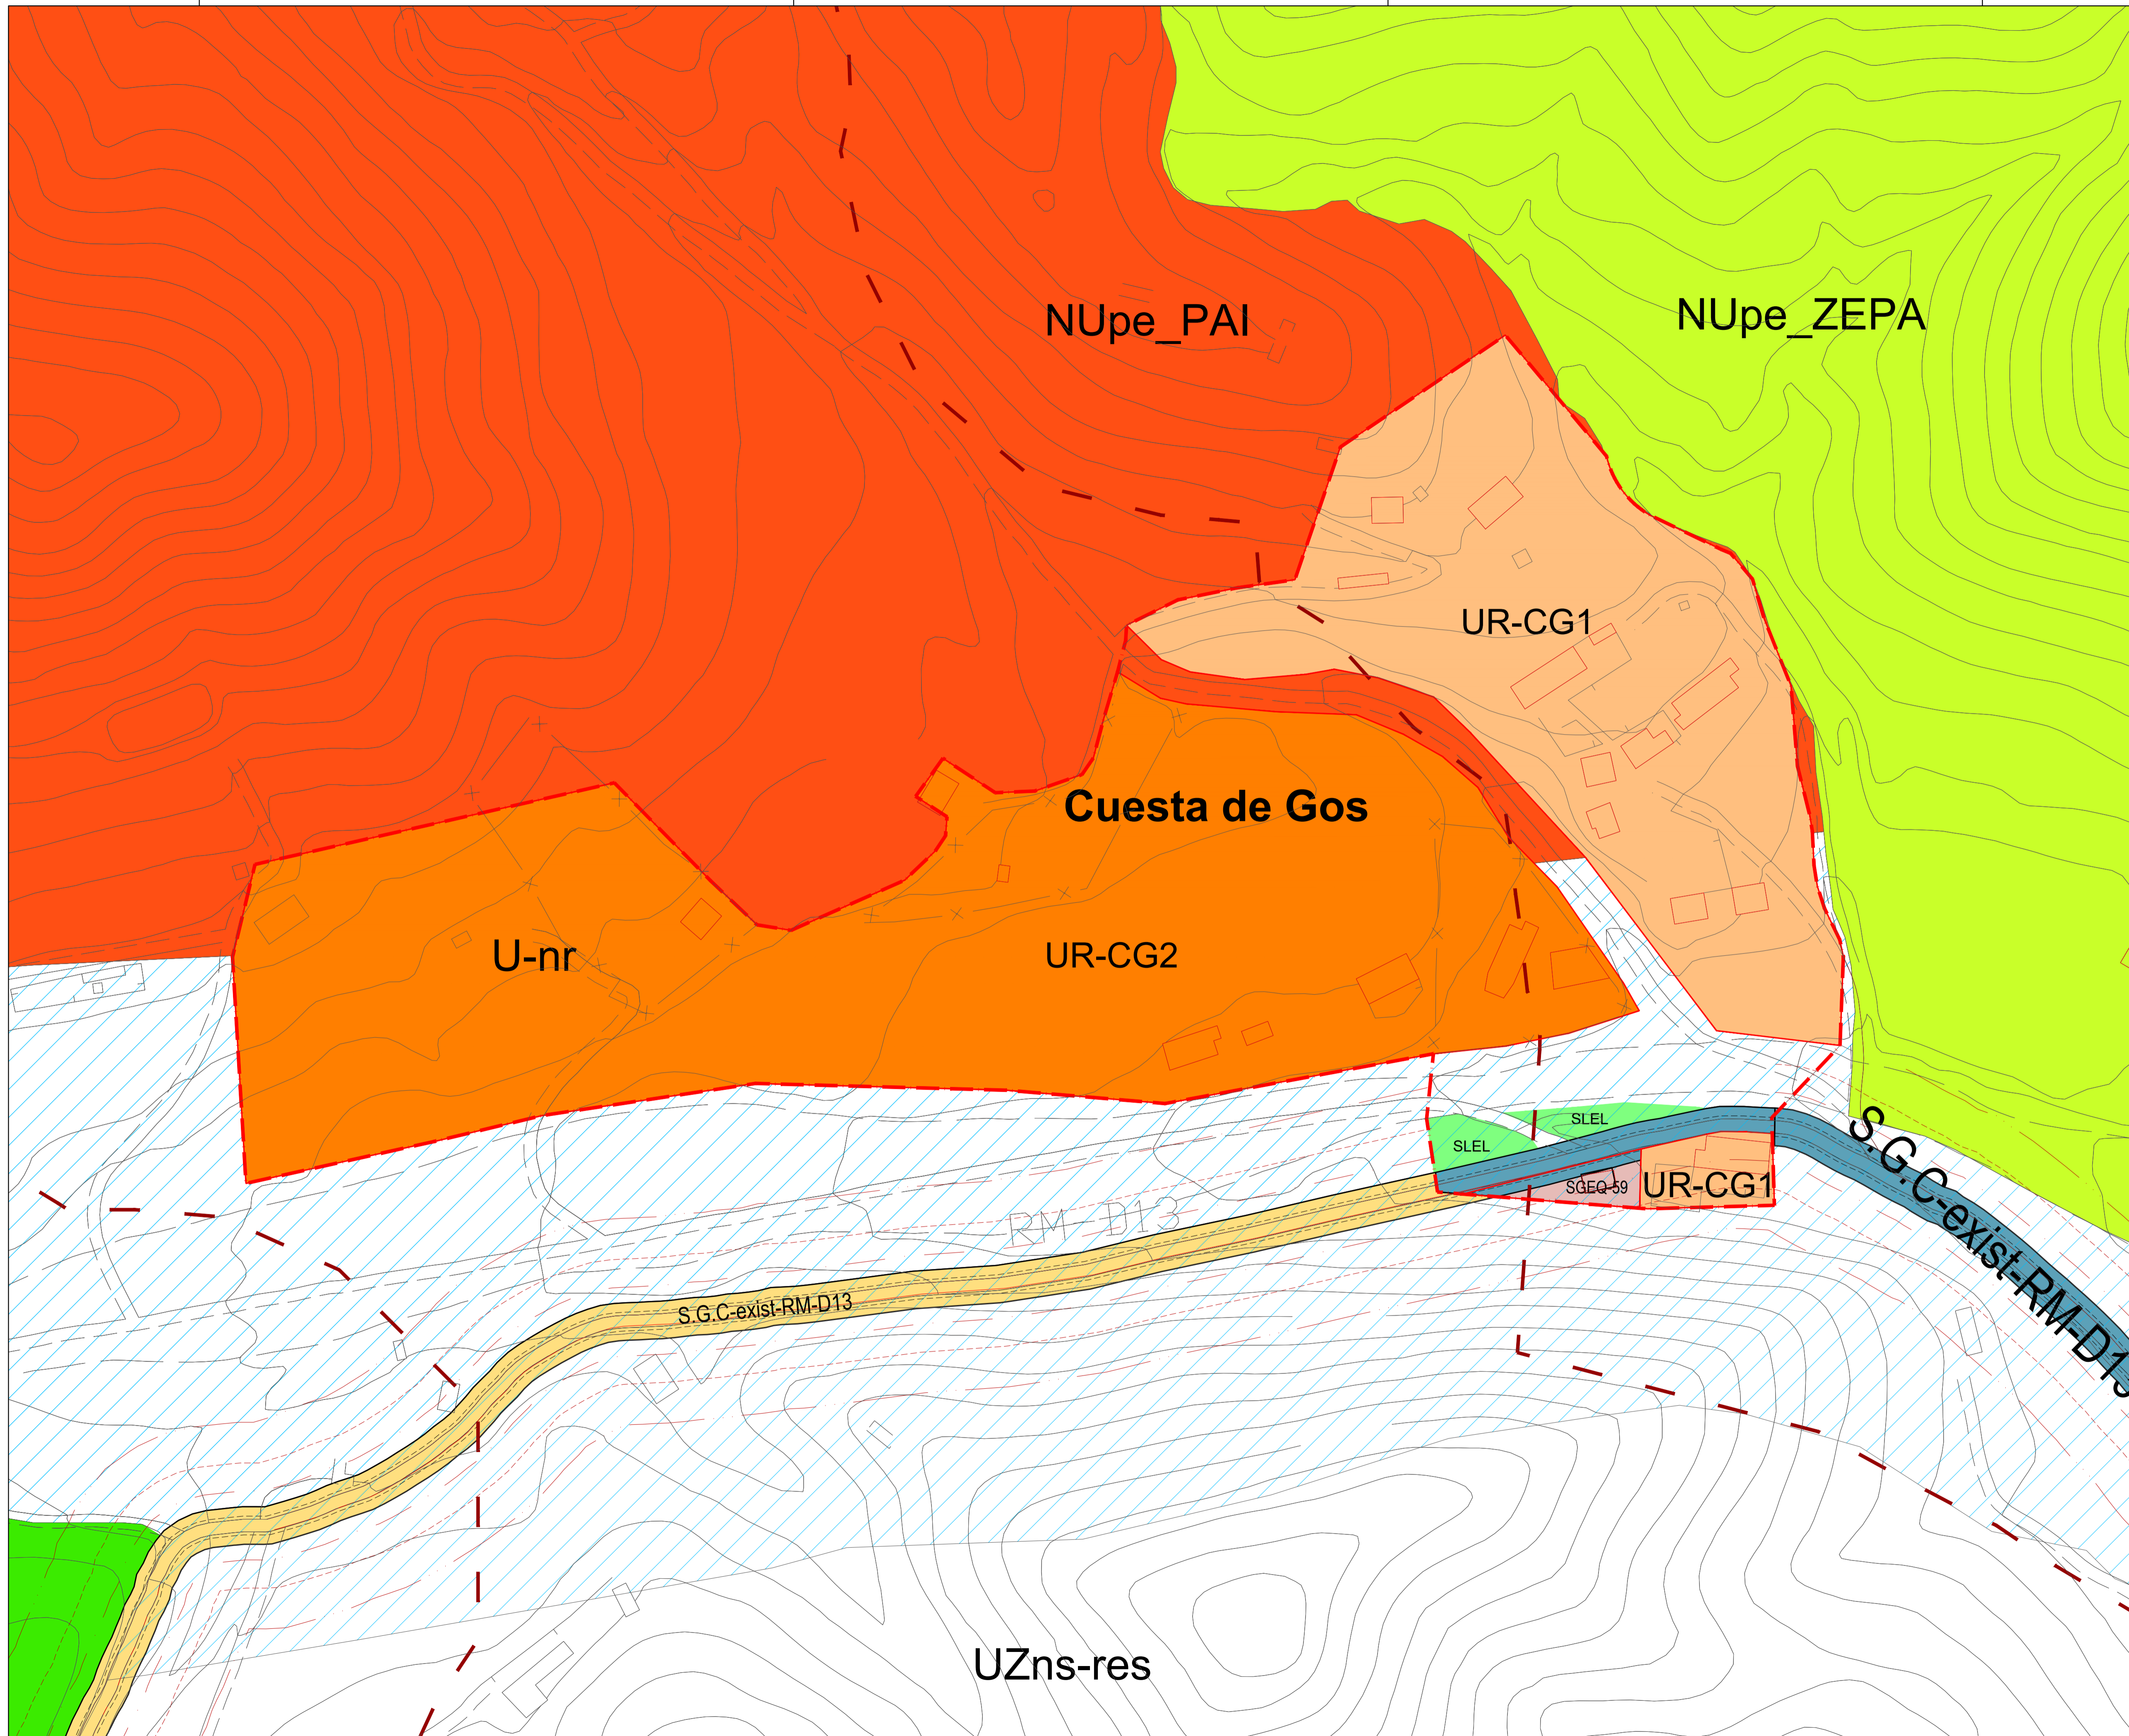 NUpe_PAI
NUpe_ZEPA
UR-CG1
Cuesta de Gos
U-nr
UR-CG2
SLEL
SLEL
SGEQ-59
UR-CG1
S.G.C-exist-RM-D13
RM-D13
S.G.C-exist-RM-D13
UZns-res